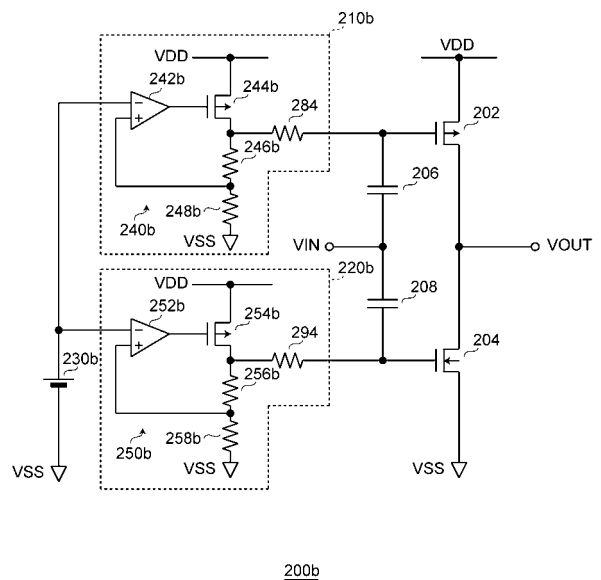 210b
VDD
VDD
242b
244b
284
202
246b
206
248b
240b
VSS
VIN
VOUT
220b
VDD
208
252b
254b
294
204
230b
256b
258b
250b
VSS
VSS
VSS
200b